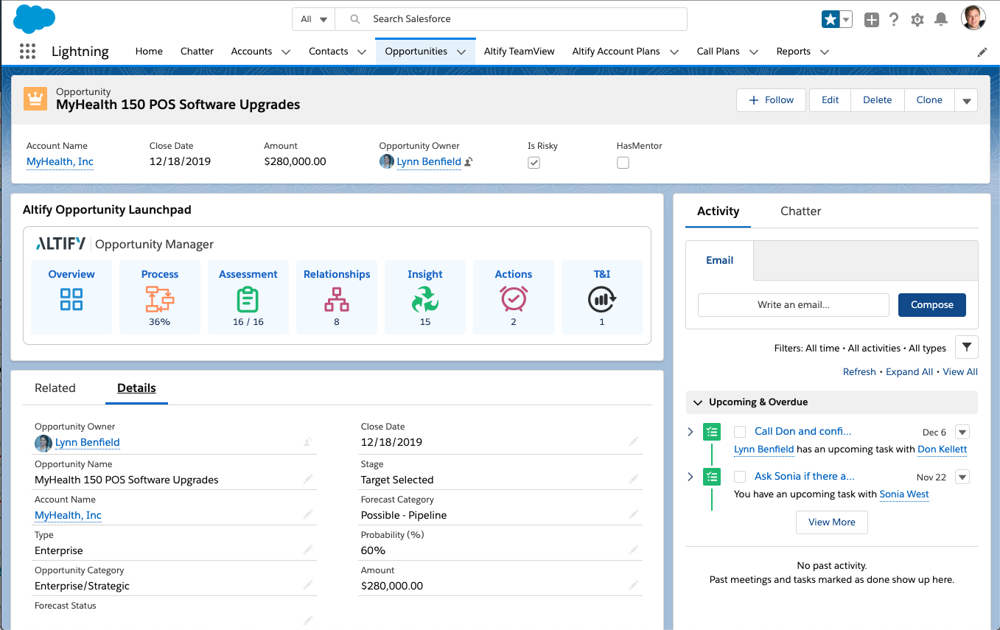 All
Search Salesforce
Lightning
Home Chatter Accounts Contacts Opportunities Altify TeamView Altify Account Plans Call Plans Reports
Opportunity
MyHealth 150 POS Software Upgrades
+ Follow Edit Delete Clone
Account Name Close Date Amount Opportunity Owner Is Risky HasMentor
MyHealth, Inc 12/18/2019 $280,000.00 Lynn Benfield
Altify Opportunity Launchpad
ALTIFY Opportunity Manager
Overview Process Assessment Relationships Insight Actions T&I
36% 16 / 16 8 15 2 1
Related Details
Opportunity Owner
Lynn Benfield
Opportunity Name
MyHealth 150 POS Software Upgrades
Account Name
MyHealth, Inc
Type
Enterprise
Opportunity Category
Enterprise/Strategic
Forecast Status
Close Date
12/18/2019
Stage
Target Selected
Forecast Category
Possible - Pipeline
Probability (%)
60%
Amount
$280,000.00
Activity Chatter
Email
Write an email... Compose
Filters: All time • All activities • All types
Refresh • Expand All • View All
Upcoming & Overdue
Call Don and confi... Dec 6
Lynn Benfield has an upcoming task with Don Kellett
Ask Sonia if there a... Nov 22
You have an upcoming task with Sonia West
View More
No past activity.
Past meetings and tasks marked as done show up here.